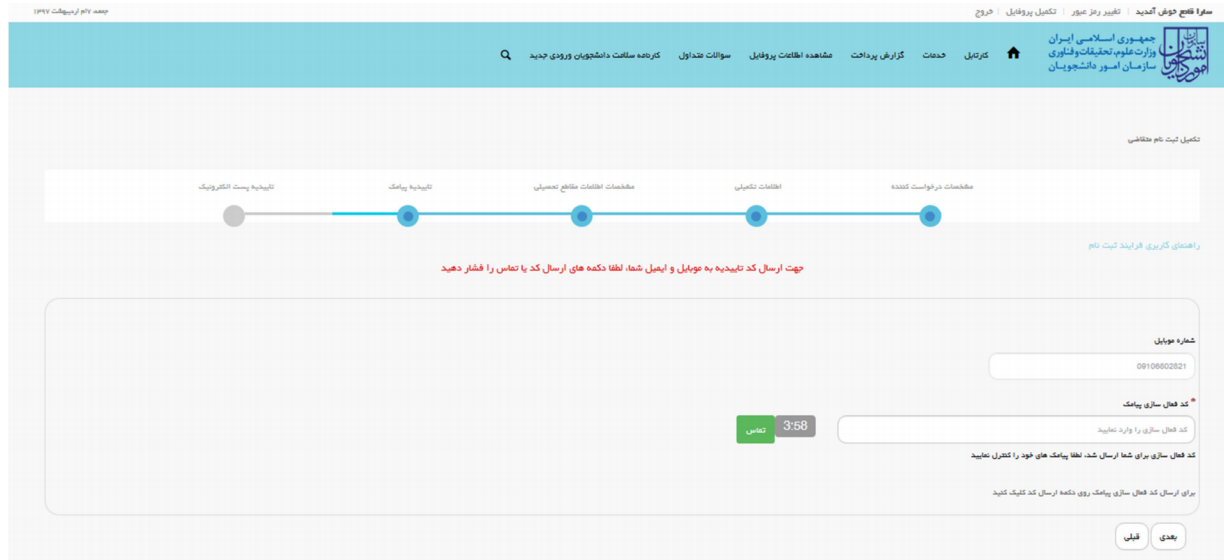 سارا قانع خوش آمدید | تغییر رمز عبور | تکمیل پروفایل | خروج
جمعه، ۷ام اردیبهشت ۱۳۹۷
جمهوری اسلامی ایران
وزارت علوم، تحقیقات و فناوری
سازمان امور دانشجویان
کارتابل خدمات گزارش پرداخت مشاهده اطلاعات پروفایل سوالات متداول کارنامه سلامت دانشجویان ورودی جدید
تکمیل ثبت نام متقاضی
مشخصات درخواست کننده اطلاعات تکمیلی مشخصات اطلاعات مقاطع تحصیلی تاییدیه پیامک تاییدیه پست الکترونیک
راهنمای کاربری فرایند ثبت نام
جهت ارسال کد تاییدیه به موبایل و ایمیل شما، لطفا دکمه های ارسال کد یا تماس را فشار دهید
شماره موبایل
09106802821
* کد فعال سازی پیامک
کد فعال سازی را وارد نمایید 3:58 تماس
کد فعال سازی برای شما ارسال شد، لطفا پیامک های خود را کنترل نمایید
برای ارسال کد فعال سازی پیامک روی دکمه ارسال کد کلیک کنید
بعدی قبلی